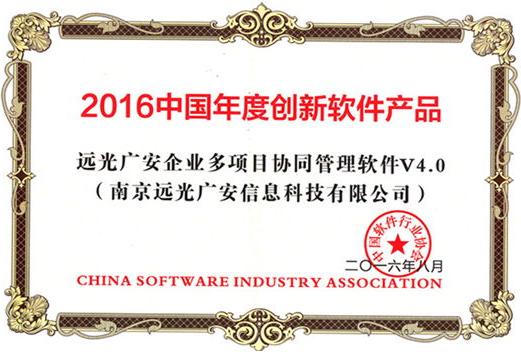 2016中国年度创新软件产品
远光广安企业多项目协同管理软件V4.0
（南京远光广安信息科技有限公司）
中国软件行业协会
二〇一六年八月
CHINA SOFTWARE INDUSTRY ASSOCIATION